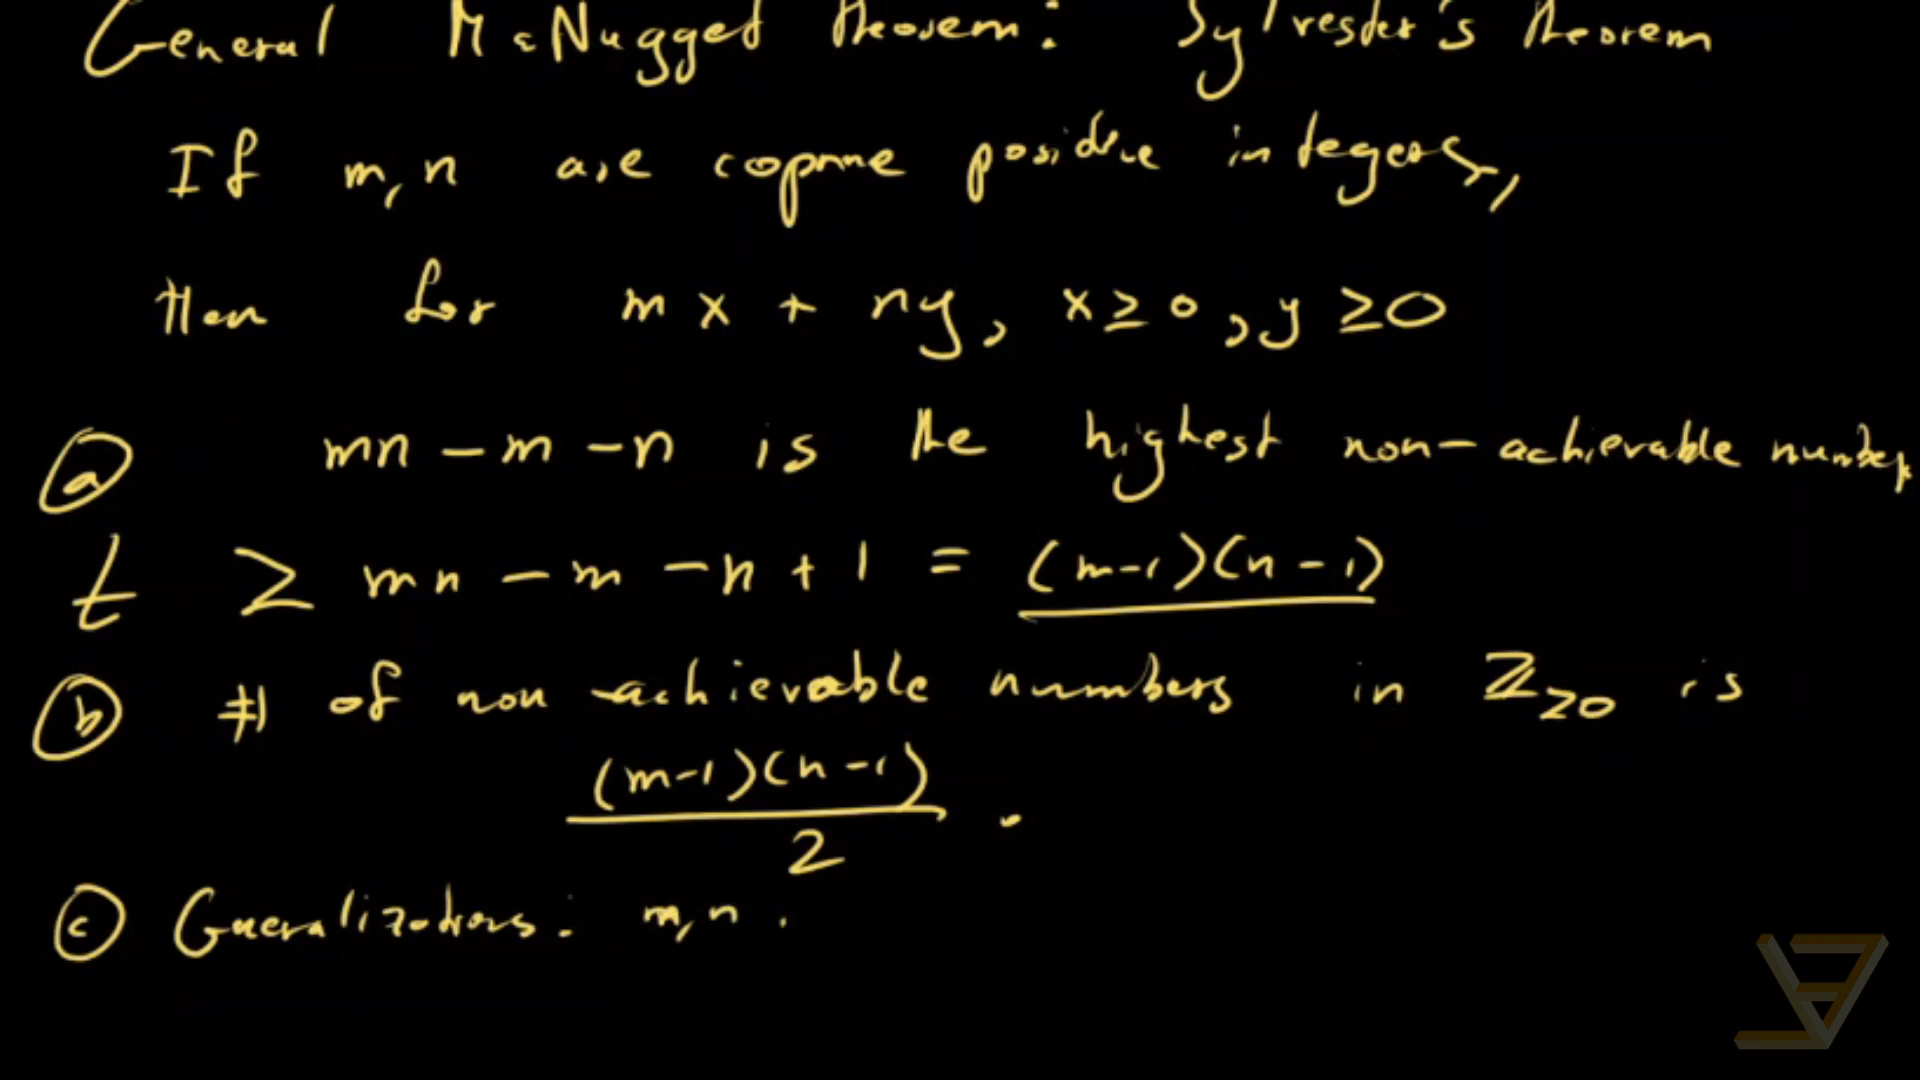 General McNugget theorem: Sylvester's theorem
If m, n are coprime positive integers,
then for mx + ny, x ≥ 0, y ≥ 0
(a) mn - m - n is the highest non-achievable number
t ≥ mn - m - n + 1 = (m-1)(n-1)
(b) # of non-achievable numbers in ℤ≥0 is
(m-1)(n-1)
2 .
(c) Generalizations: m, n .